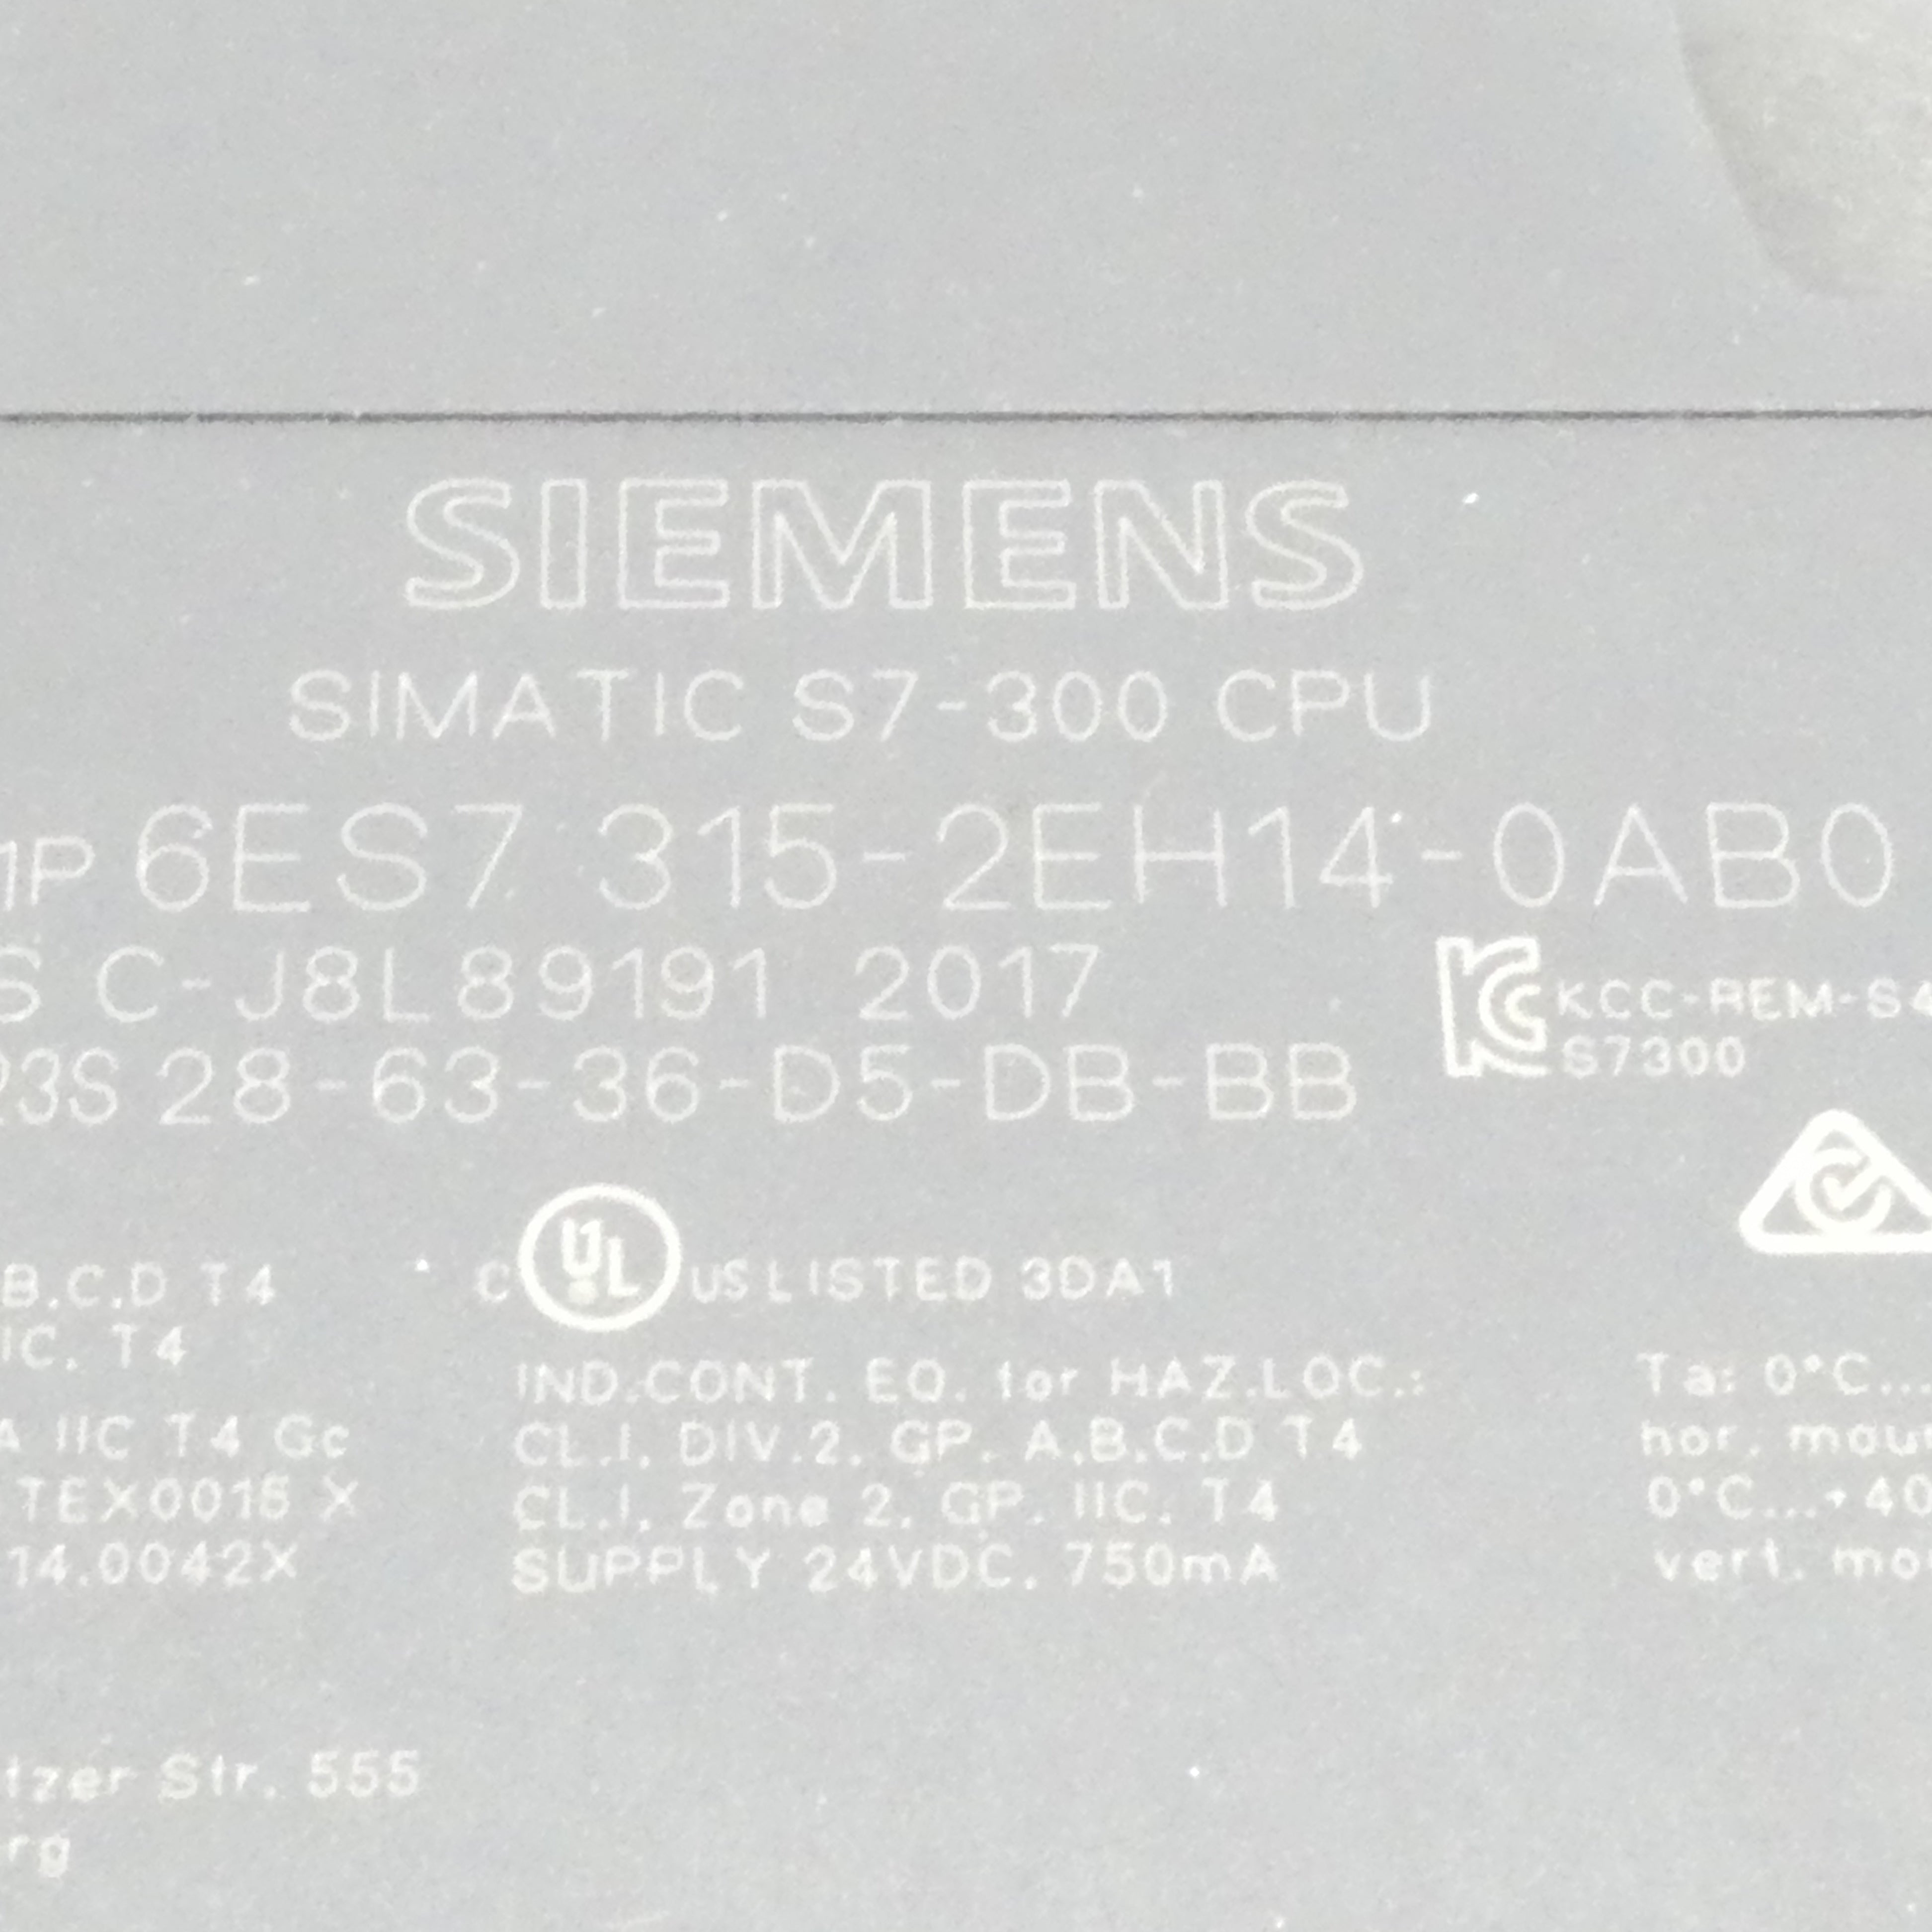 SIEMENS
SIMATIC S7-300 CPU
1P 6ES7 315-2EH14-0AB0
S C-J8L89191 2017
23S 28-63-36-D5-DB-BB
KCC-REM-S4
S7300
B.C.D T4
IC. T4
A IIC T4 Gc
TEX0016 X
14.0042X
C UL US LISTED 3DA1
IND.CONT. EQ. for HAZ.LOC.:
CL.I. DIV.2. GP. A.B.C.D T4
CL.I. Zone 2. GP. IIC. T4
SUPPLY 24VDC. 750mA
Ta: 0°C...
hor. mou
0°C...+40
vert. mo
tzer Str. 555
rg